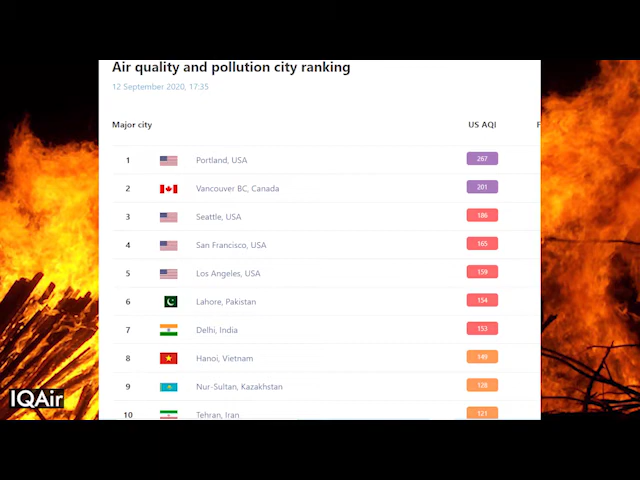 Air quality and pollution city ranking
12 September 2020, 17:35
Major city US AQI
1 Portland, USA 267
2 Vancouver BC, Canada 201
3 Seattle, USA 186
4 San Francisco, USA 165
5 Los Angeles, USA 159
6 Lahore, Pakistan 154
7 Delhi, India 153
8 Hanoi, Vietnam 149
9 Nur-Sultan, Kazakhstan 128
10 Tehran, Iran 121
IQAir